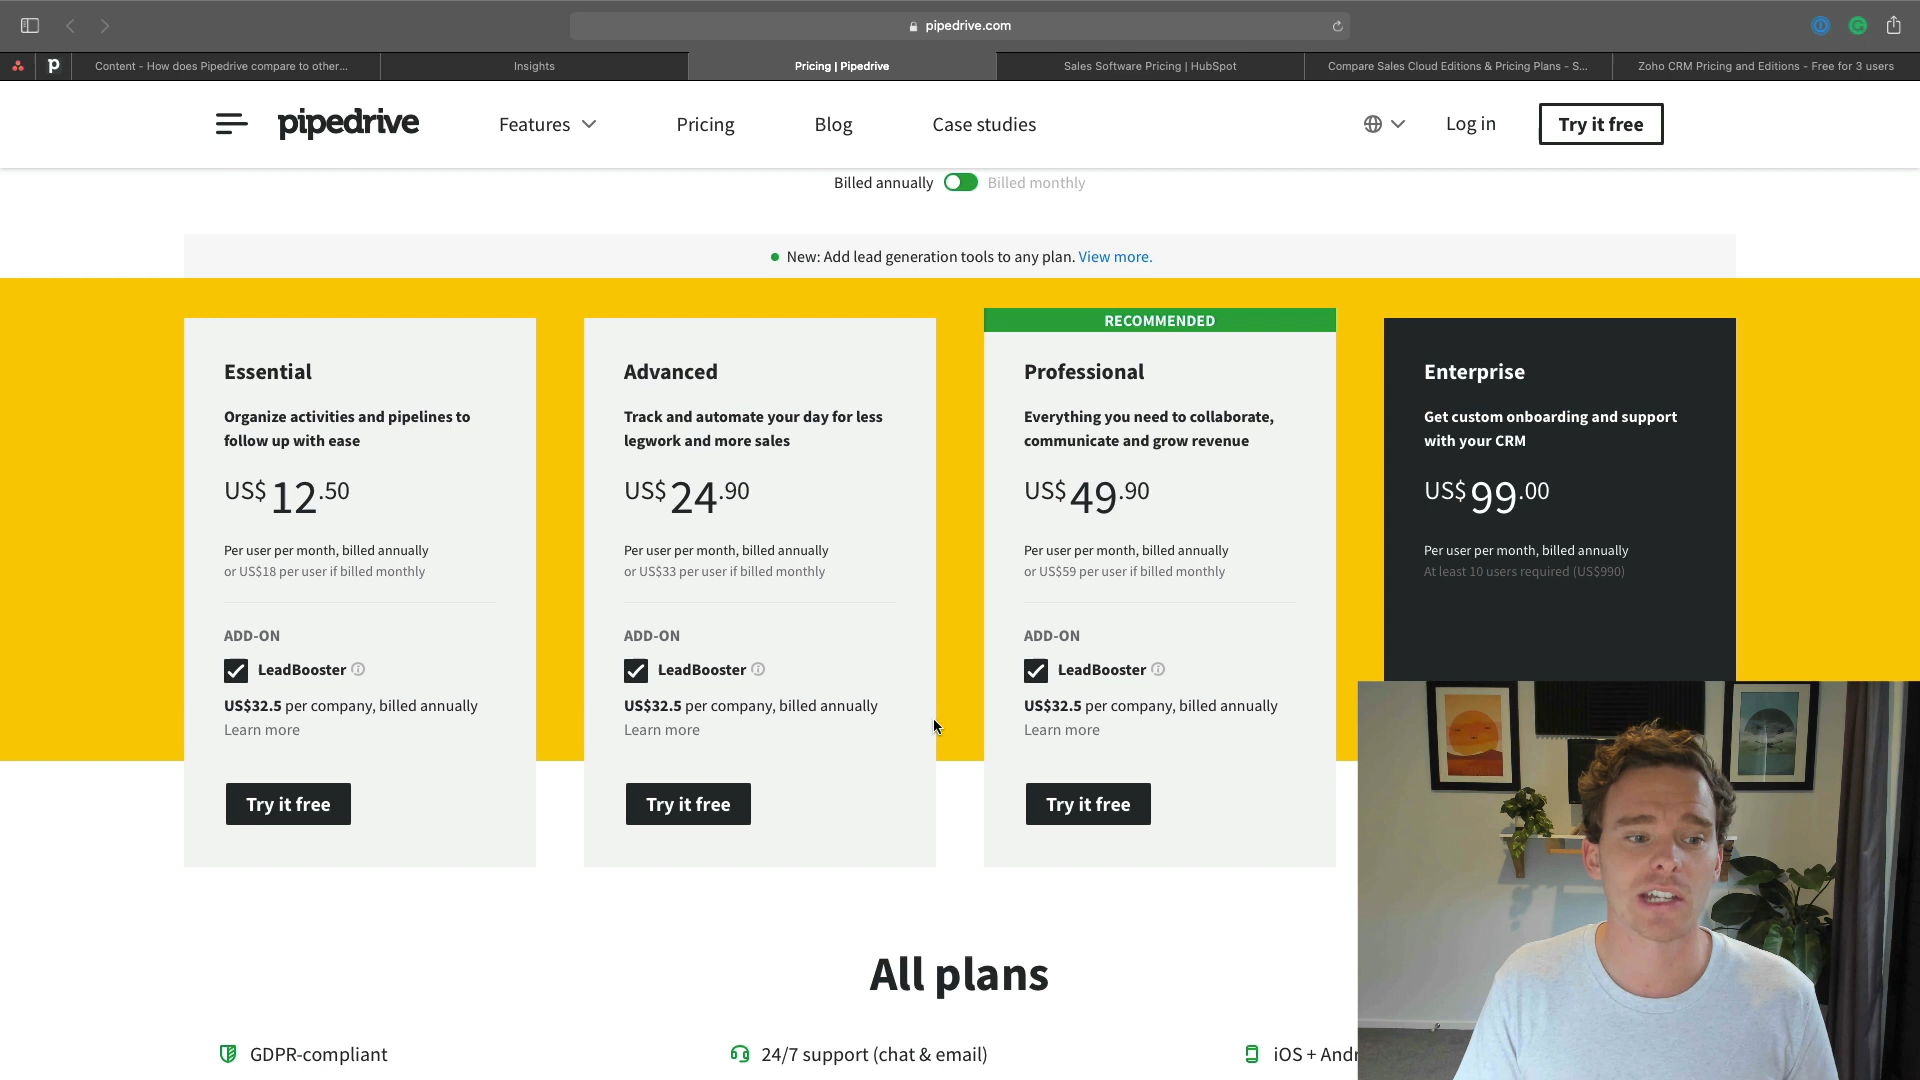 pipedrive.com
Content - How does Pipedrive compare to other...
Insights
Pricing | Pipedrive
Sales Software Pricing | HubSpot
Compare Sales Cloud Editions & Pricing Plans - S...
Zoho CRM Pricing and Editions - Free for 3 users
pipedrive
Features
Pricing
Blog
Case studies
Log in
Try it free
Billed annually
Billed monthly
New: Add lead generation tools to any plan. View more.
Essential
Organize activities and pipelines to
follow up with ease
US$ 12.50
Per user per month, billed annually
or US$18 per user if billed monthly
ADD-ON
LeadBooster
US$32.5 per company, billed annually
Learn more
Try it free
Advanced
Track and automate your day for less
legwork and more sales
US$ 24.90
Per user per month, billed annually
or US$33 per user if billed monthly
ADD-ON
LeadBooster
US$32.5 per company, billed annually
Learn more
Try it free
RECOMMENDED
Professional
Everything you need to collaborate,
communicate and grow revenue
US$ 49.90
Per user per month, billed annually
or US$59 per user if billed monthly
ADD-ON
LeadBooster
US$32.5 per company, billed annually
Learn more
Try it free
Enterprise
Get custom onboarding and support
with your CRM
US$ 99.00
Per user per month, billed annually
At least 10 users required (US$990)
All plans
GDPR-compliant
24/7 support (chat & email)
iOS + Andr